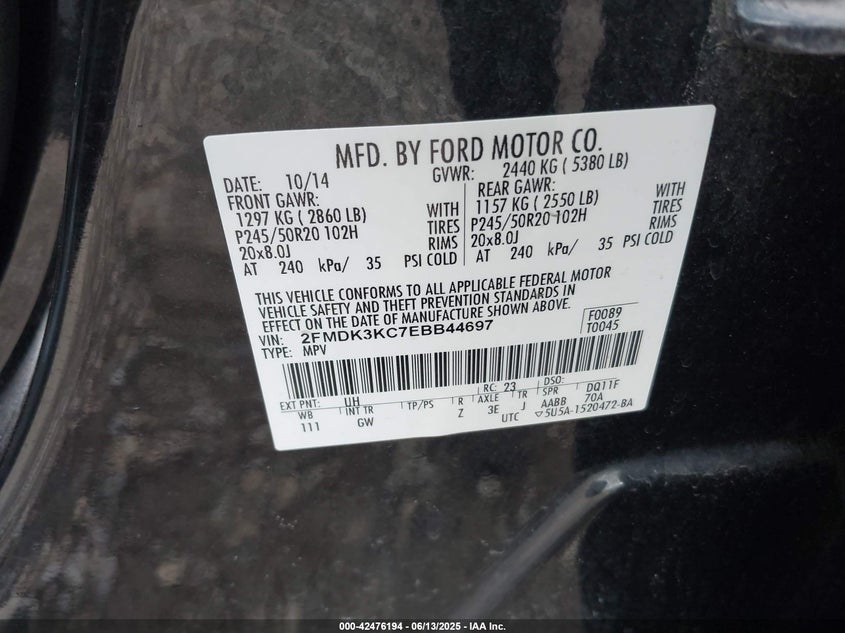 MFD. BY FORD MOTOR CO.
DATE: 10/14 GVWR: 2440 KG ( 5380 LB)
FRONT GAWR: REAR GAWR:
1297 KG ( 2860 LB) WITH 1157 KG ( 2550 LB) WITH
P245/50R20 102H TIRES P245/50R20 102H TIRES
20x8.0J RIMS 20x8.0J RIMS
AT 240 kPa/ 35 PSI COLD AT 240 kPa/ 35 PSI COLD
THIS VEHICLE CONFORMS TO ALL APPLICABLE FEDERAL MOTOR
VEHICLE SAFETY AND THEFT PREVENTION STANDARDS IN
EFFECT ON THE DATE OF MANUFACTURE SHOWN ABOVE.
VIN: 2FMDK3KC7EBB44697 F0089
TYPE: MPV T0045
EXT PNT: UH RC: 23 DSO:
WB INT TR TP/PS R AXLE TR SPR DQ11F
111 GW Z 3E J AABB 70A
UTC ▽5U5A-1520472-BA
000-42476194 - 06/13/2025 - IAA Inc.